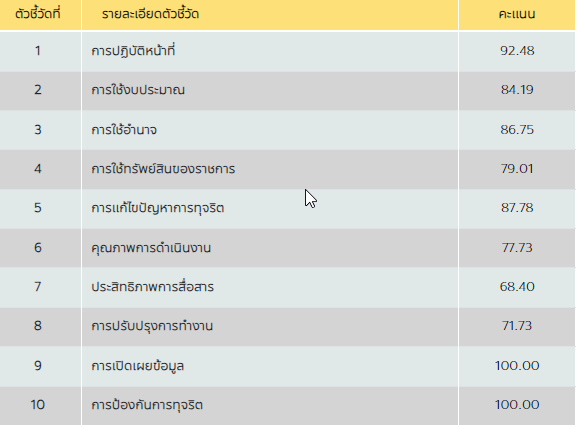 ตัวชี้วัดที่ รายละเอียดตัวชี้วัด คะแนน
1 การปฏิบัติหน้าที่ 92.48
2 การใช้งบประมาณ 84.19
3 การใช้อำนาจ 86.75
4 การใช้ทรัพย์สินของราชการ 79.01
5 การแก้ไขปัญหาการทุจริต 87.78
6 คุณภาพการดำเนินงาน 77.73
7 ประสิทธิภาพการสื่อสาร 68.40
8 การปรับปรุงการทำงาน 71.73
9 การเปิดเผยข้อมูล 100.00
10 การป้องกันการทุจริต 100.00